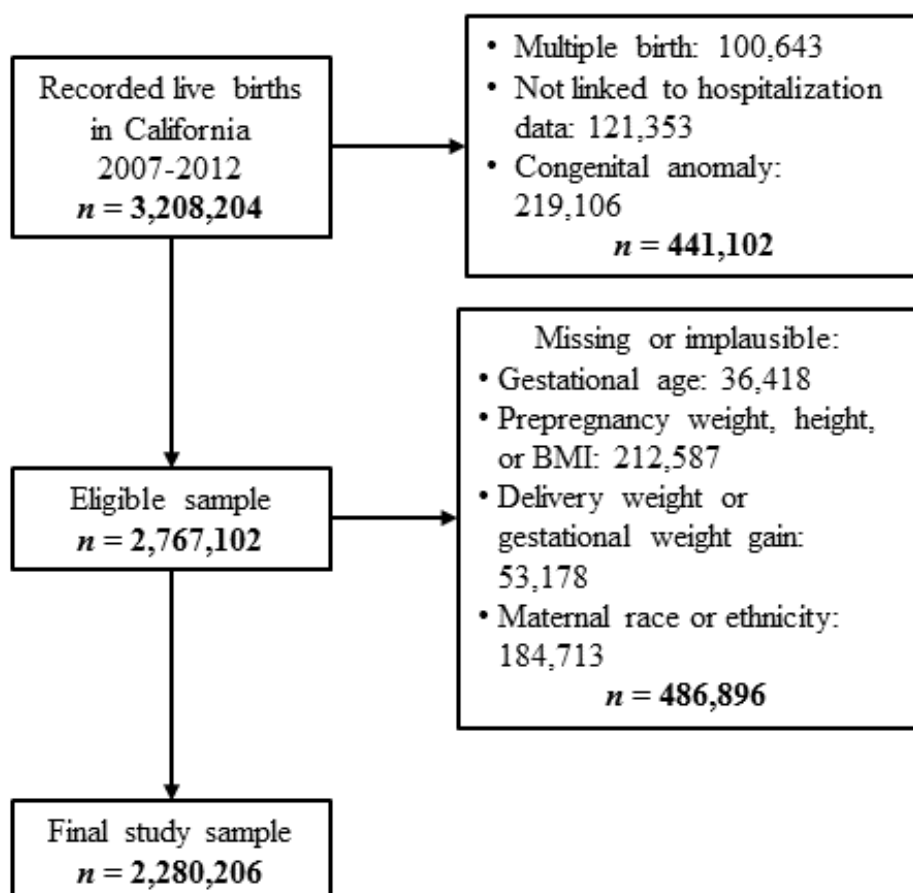 Recorded live births
in California
2007-2012
n = 3,208,204
• Multiple birth: 100,643
• Not linked to hospitalization
data: 121,353
• Congenital anomaly:
219,106
n = 441,102
Missing or implausible:
• Gestational age: 36,418
• Prepregnancy weight, height,
or BMI: 212,587
• Delivery weight or
gestational weight gain:
53,178
• Maternal race or ethnicity:
184,713
n = 486,896
Eligible sample
n = 2,767,102
Final study sample
n = 2,280,206